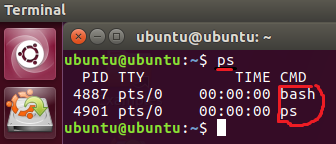 Terminal
ubuntu@ubuntu: ~
ubuntu@ubuntu:~$ ps
PID TTY TIME CMD
4887 pts/0 00:00:00 bash
4901 pts/0 00:00:00 ps
ubuntu@ubuntu:~$